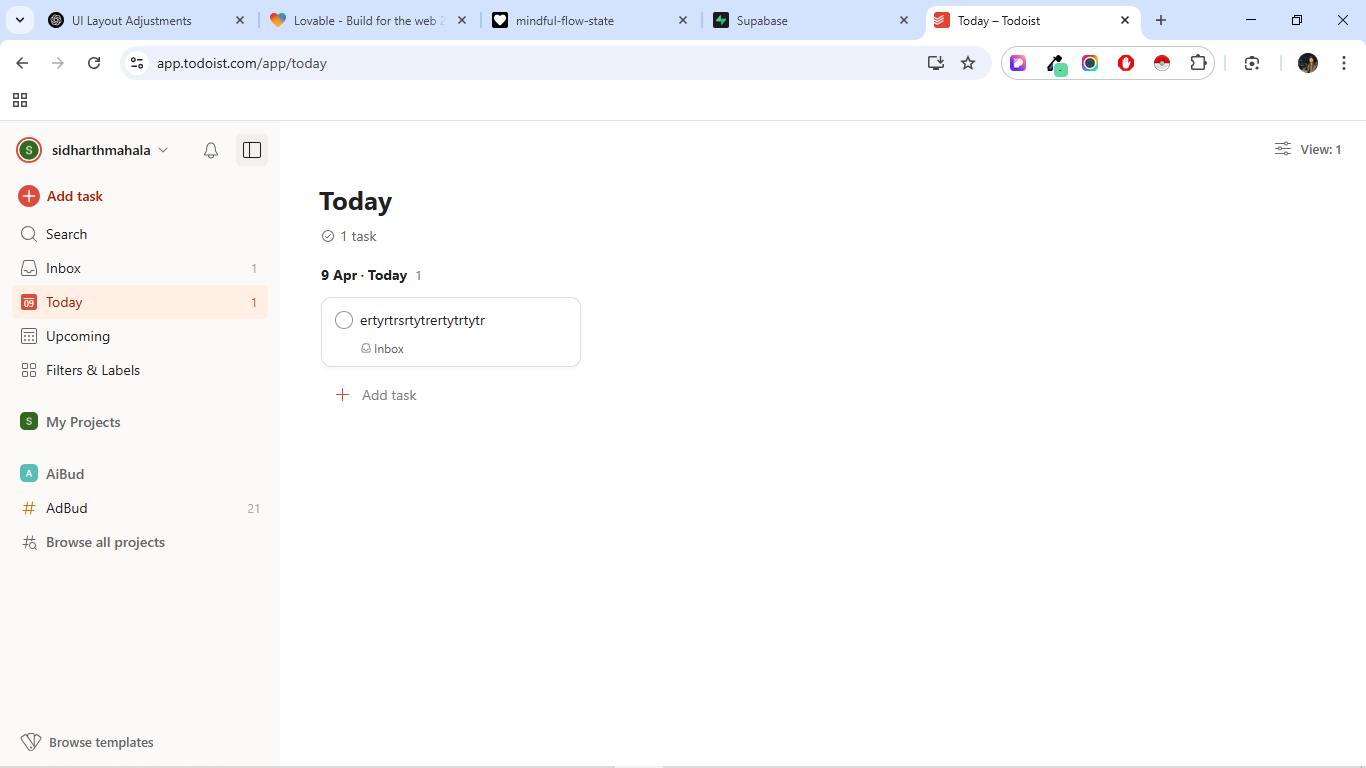 UI Layout Adjustments
Lovable - Build for the web 2
mindful-flow-state
Supabase
Today – Todoist
app.todoist.com/app/today
S
sidharthmahala
View: 1
Add task
Search
Inbox 1
09
Today 1
Upcoming
Filters & Labels
S
My Projects
A
AiBud
AdBud 21
Browse all projects
Browse templates
Today
1 task
9 Apr · Today 1
ertyrtrsrtytrertytrtytr
Inbox
Add task